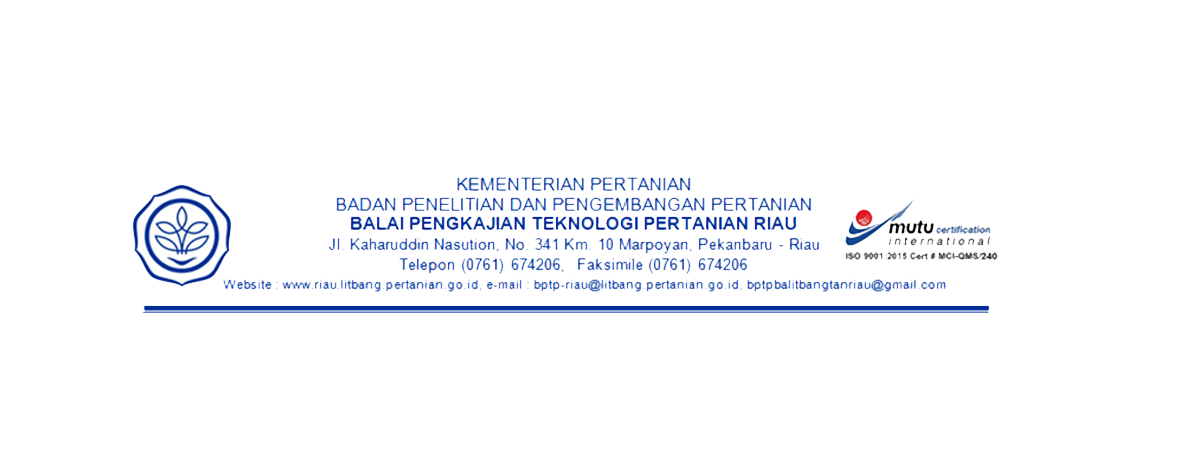 KEMENTERIAN PERTANIAN
BADAN PENELITIAN DAN PENGEMBANGAN PERTANIAN
BALAI PENGKAJIAN TEKNOLOGI PERTANIAN RIAU
Jl. Kaharuddin Nasution, No. 341 Km. 10 Marpoyan, Pekanbaru - Riau
Telepon (0761) 674206, Faksimile (0761) 674206
Website : www.riau.litbang.pertanian.go.id, e-mail : bptp-riau@litbang.pertanian.go.id, bptpbalitbangtanriau@gmail.com
mutu certification
international
ISO 9001 2015 Cert # MCI-QMS/240